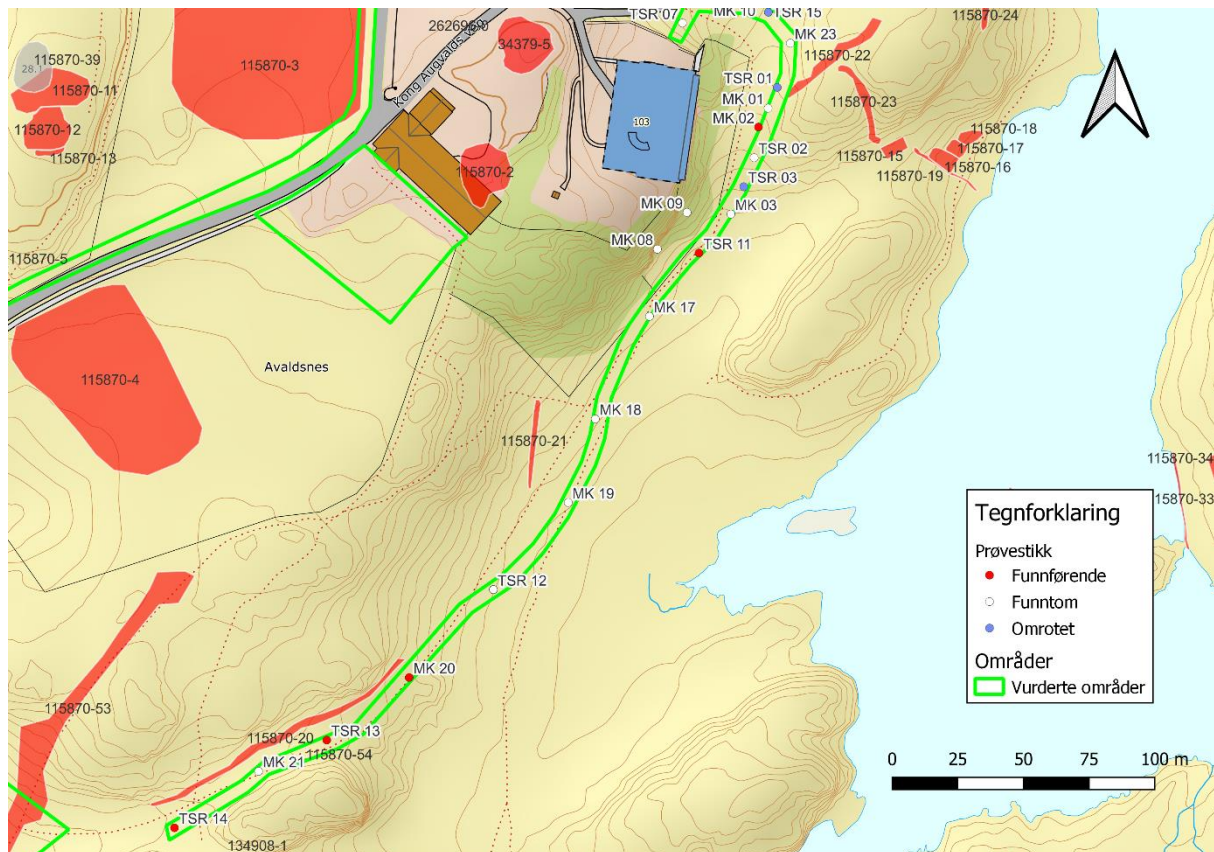 TSR 07
MK 10
TSR 15
115870-24
262696-0
34379-5
MK 23
115870-22
115870-39
28.1
115870-3
Kong Augvalds
115870-11
TSR 01
MK 01
MK 02
115870-23
103
115870-12
115870-18
115870-13
115870-17
115870-15
TSR 02
115870-16
115870-2
115870-19
TSR 03
MK 09
MK 03
MK 08
TSR 11
115870-5
MK 17
Avaldsnes
115870-4
MK 18
115870-21
115870-34
MK 19
15870-33
Tegnforklaring
Prøvestikk
Funnførende
Funntom
Omrotet
Områder
Vurderte områder
TSR 12
MK 20
115870-53
TSR 13
115870-20
115870-54
MK 21
0 25 50 75 100 m
TSR 14
134908-1